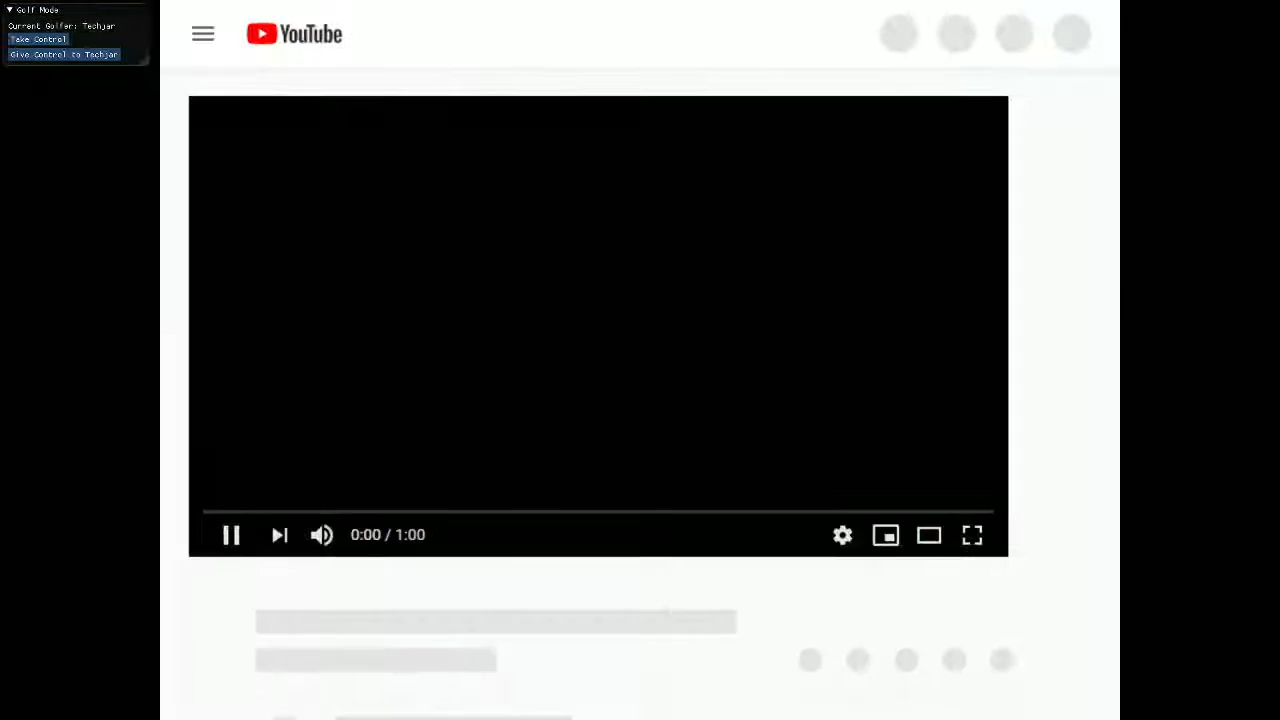 ▼ Golf Mode
Current Golfer: Techjar
Take Control
Give Control to Techjar
YouTube
0:00 / 1:00